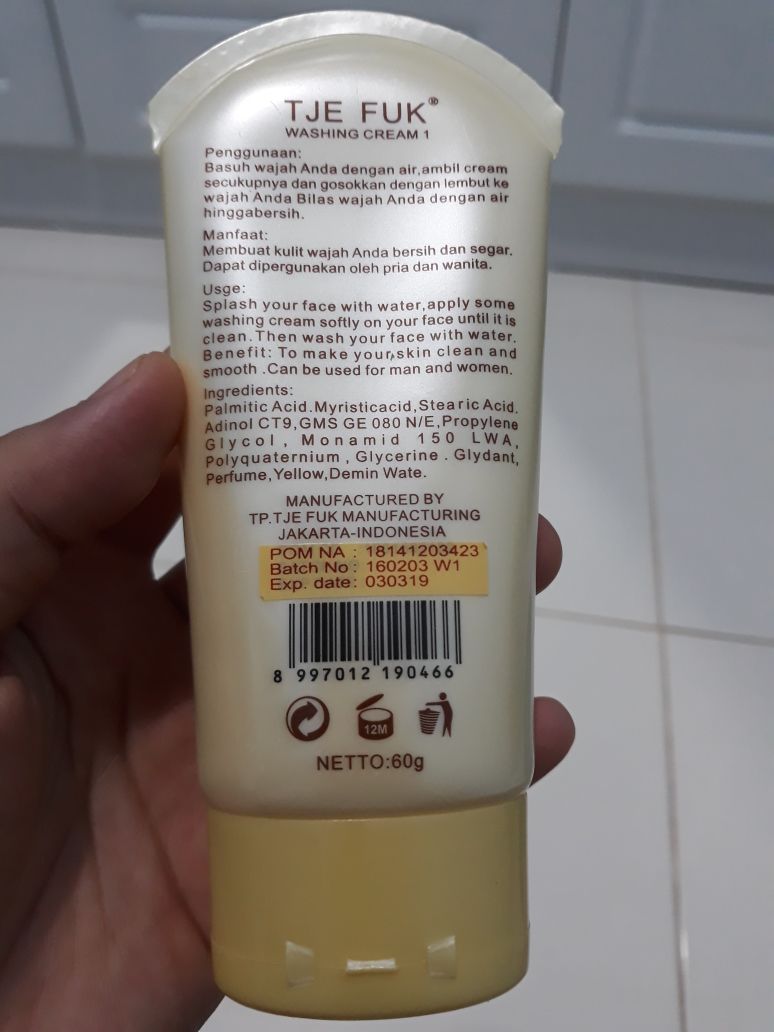 TJE FUK®
WASHING CREAM 1
Penggunaan:
Basuh wajah Anda dengan air,ambil cream
secukupnya dan gosokkan dengan lembut ke
wajah Anda Bilas wajah Anda dengan air
hinggabersih.
Manfaat:
Membuat kulit wajah Anda bersih dan segar.
Dapat dipergunakan oleh pria dan wanita.
Usge:
Splash your face with water,apply some
washing cream softly on your face until it is
clean.Then wash your face with water.
Benefit: To make your,skin clean and
smooth .Can be used for man and women.
Ingredients:
Palmitic Acid.Myristicacid,Stearic Acid.
Adinol CT9,GMS GE 080 N/E,Propylene
Glycol, Monamid 150 LWA,
Polyquaternium, Glycerine . Glydant,
Perfume,Yellow,Demin Wate.
MANUFACTURED BY
TP.TJE FUK MANUFACTURING
JAKARTA-INDONESIA
POM NA : 18141203423
Batch No : 160203 W1
Exp. date: 030319
8 997012 190466
12M
NETTO:60g